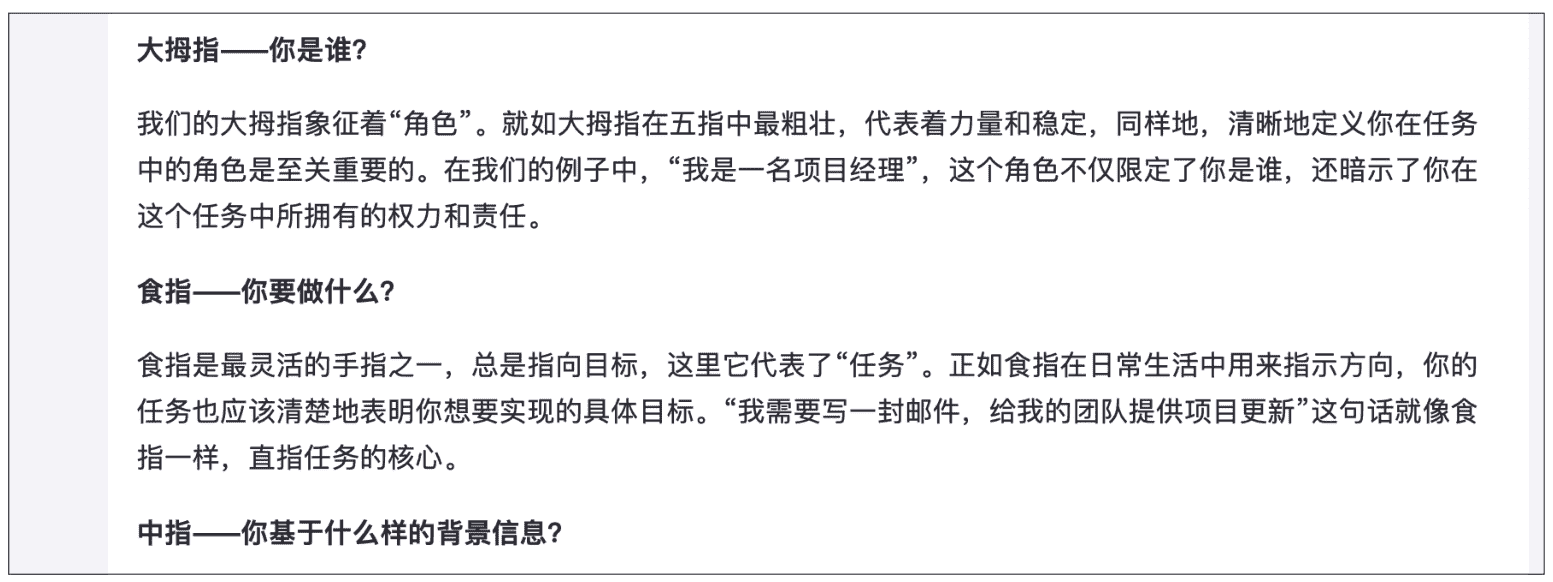 大拇指——你是谁?
我们的大拇指象征着“角色”。就如大拇指在五指中最粗壮，代表着力量和稳定，同样地，清晰地定义你在任务
中的角色是至关重要的。在我们的例子中，“我是一名项目经理”，这个角色不仅限定了你是谁，还暗示了你在
这个任务中所拥有的权力和责任。
食指——你要做什么?
食指是最灵活的手指之一，总是指向目标，这里它代表了“任务”。正如食指在日常生活中用来指示方向，你的
任务也应该清楚地表明你想要实现的具体目标。“我需要写一封邮件，给我的团队提供项目更新”这句话就像食
指一样，直指任务的核心。
中指——你基于什么样的背景信息?